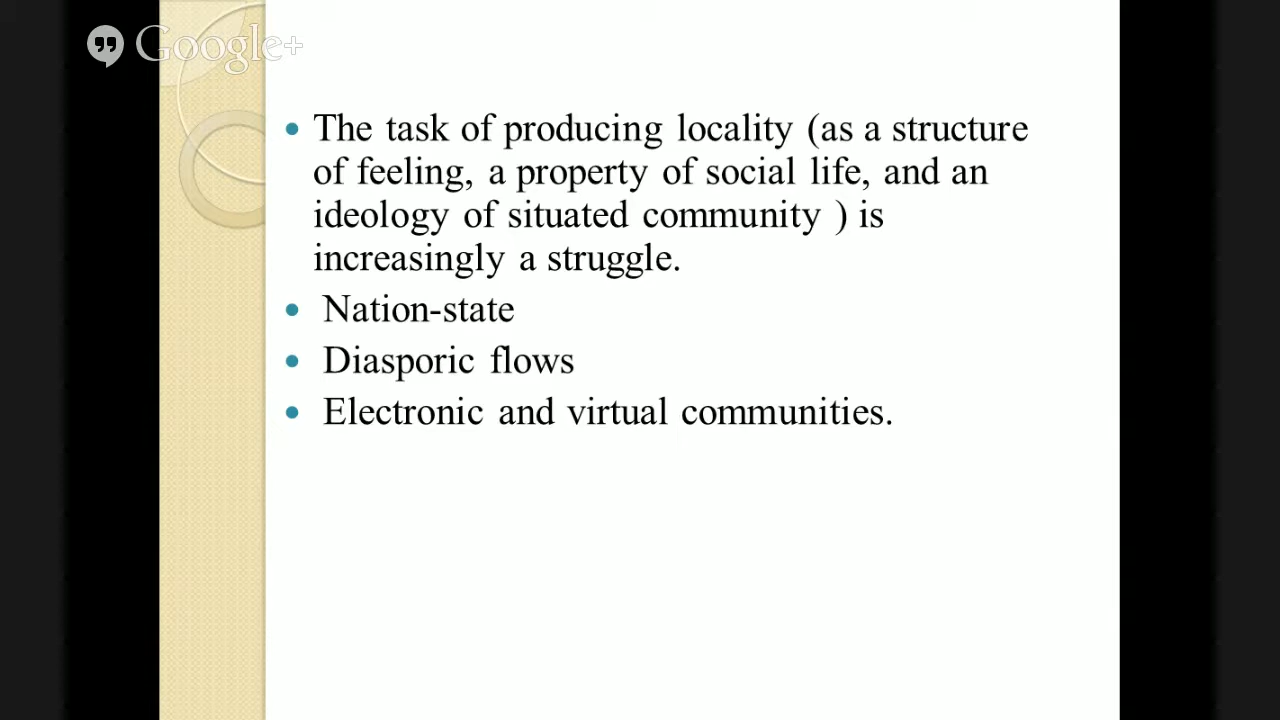 Google+
• The task of producing locality (as a structure
of feeling, a property of social life, and an
ideology of situated community ) is
increasingly a struggle.
• Nation-state
• Diasporic flows
• Electronic and virtual communities.